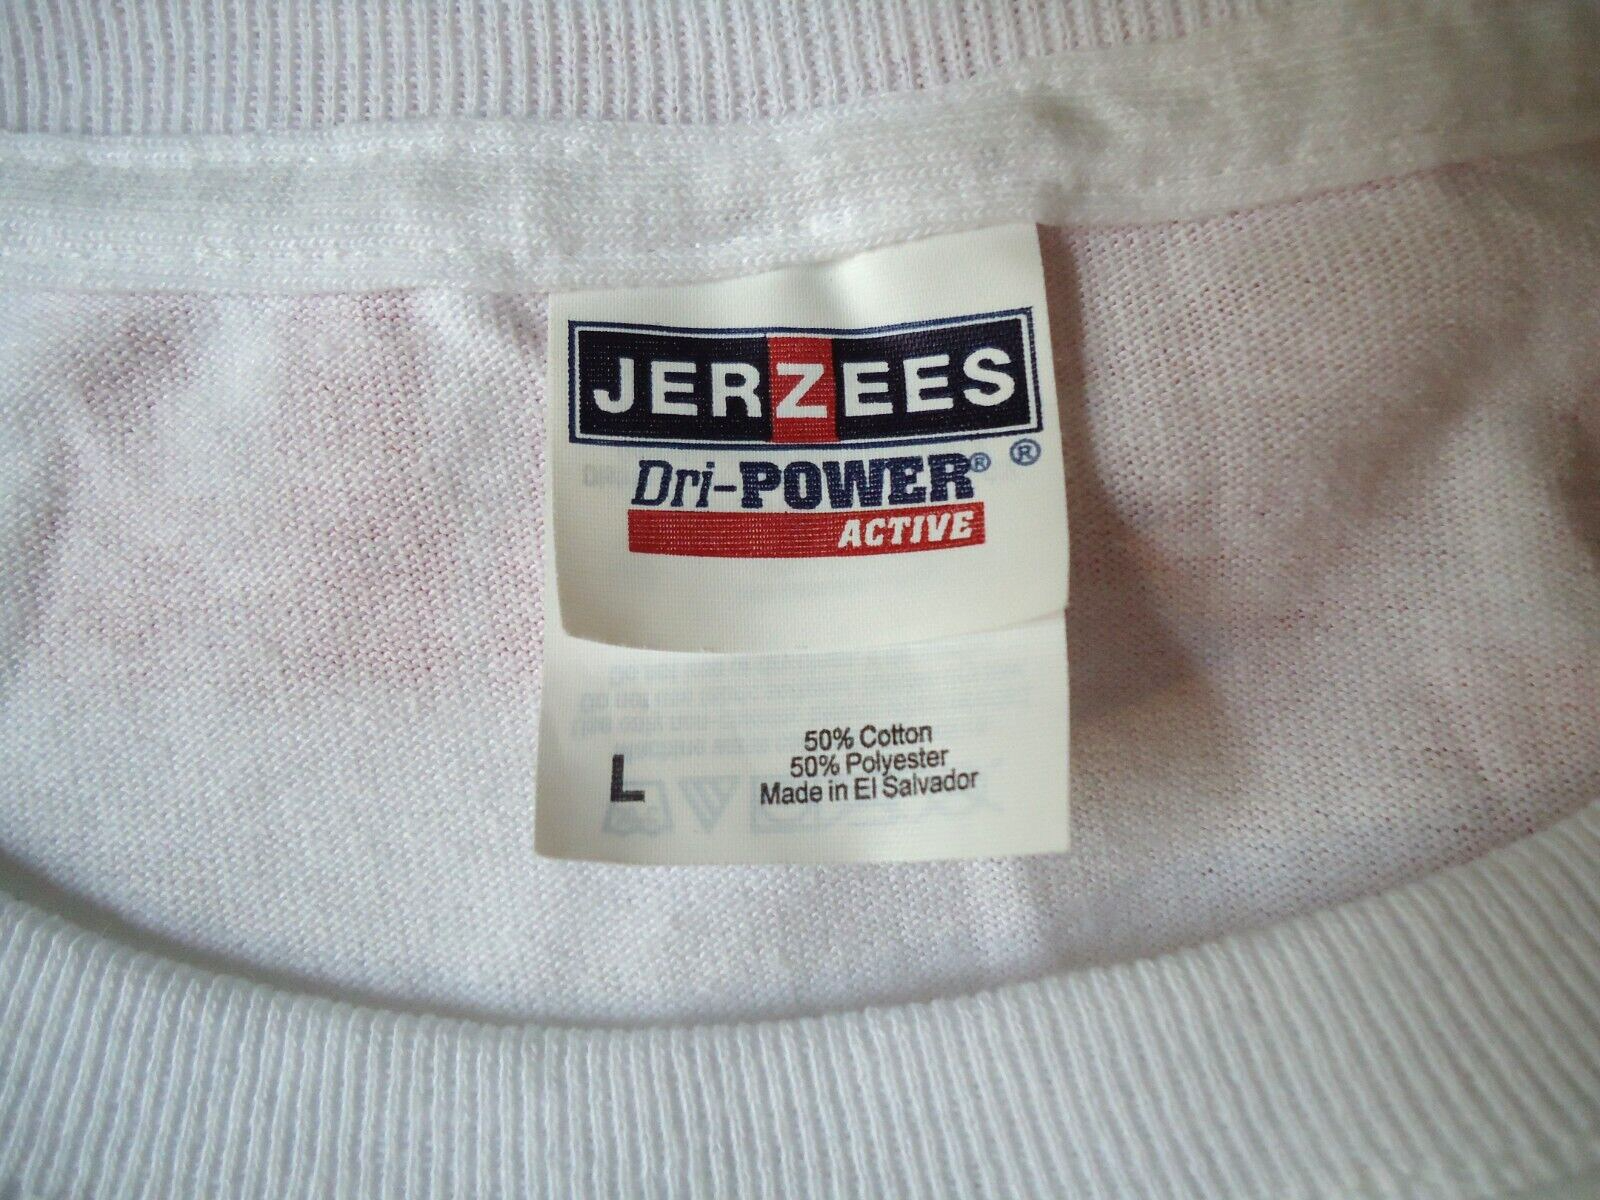 JERZEES
®
Dri-POWER®
ACTIVE
L
50% Cotton
50% Polyester
Made in El Salvador